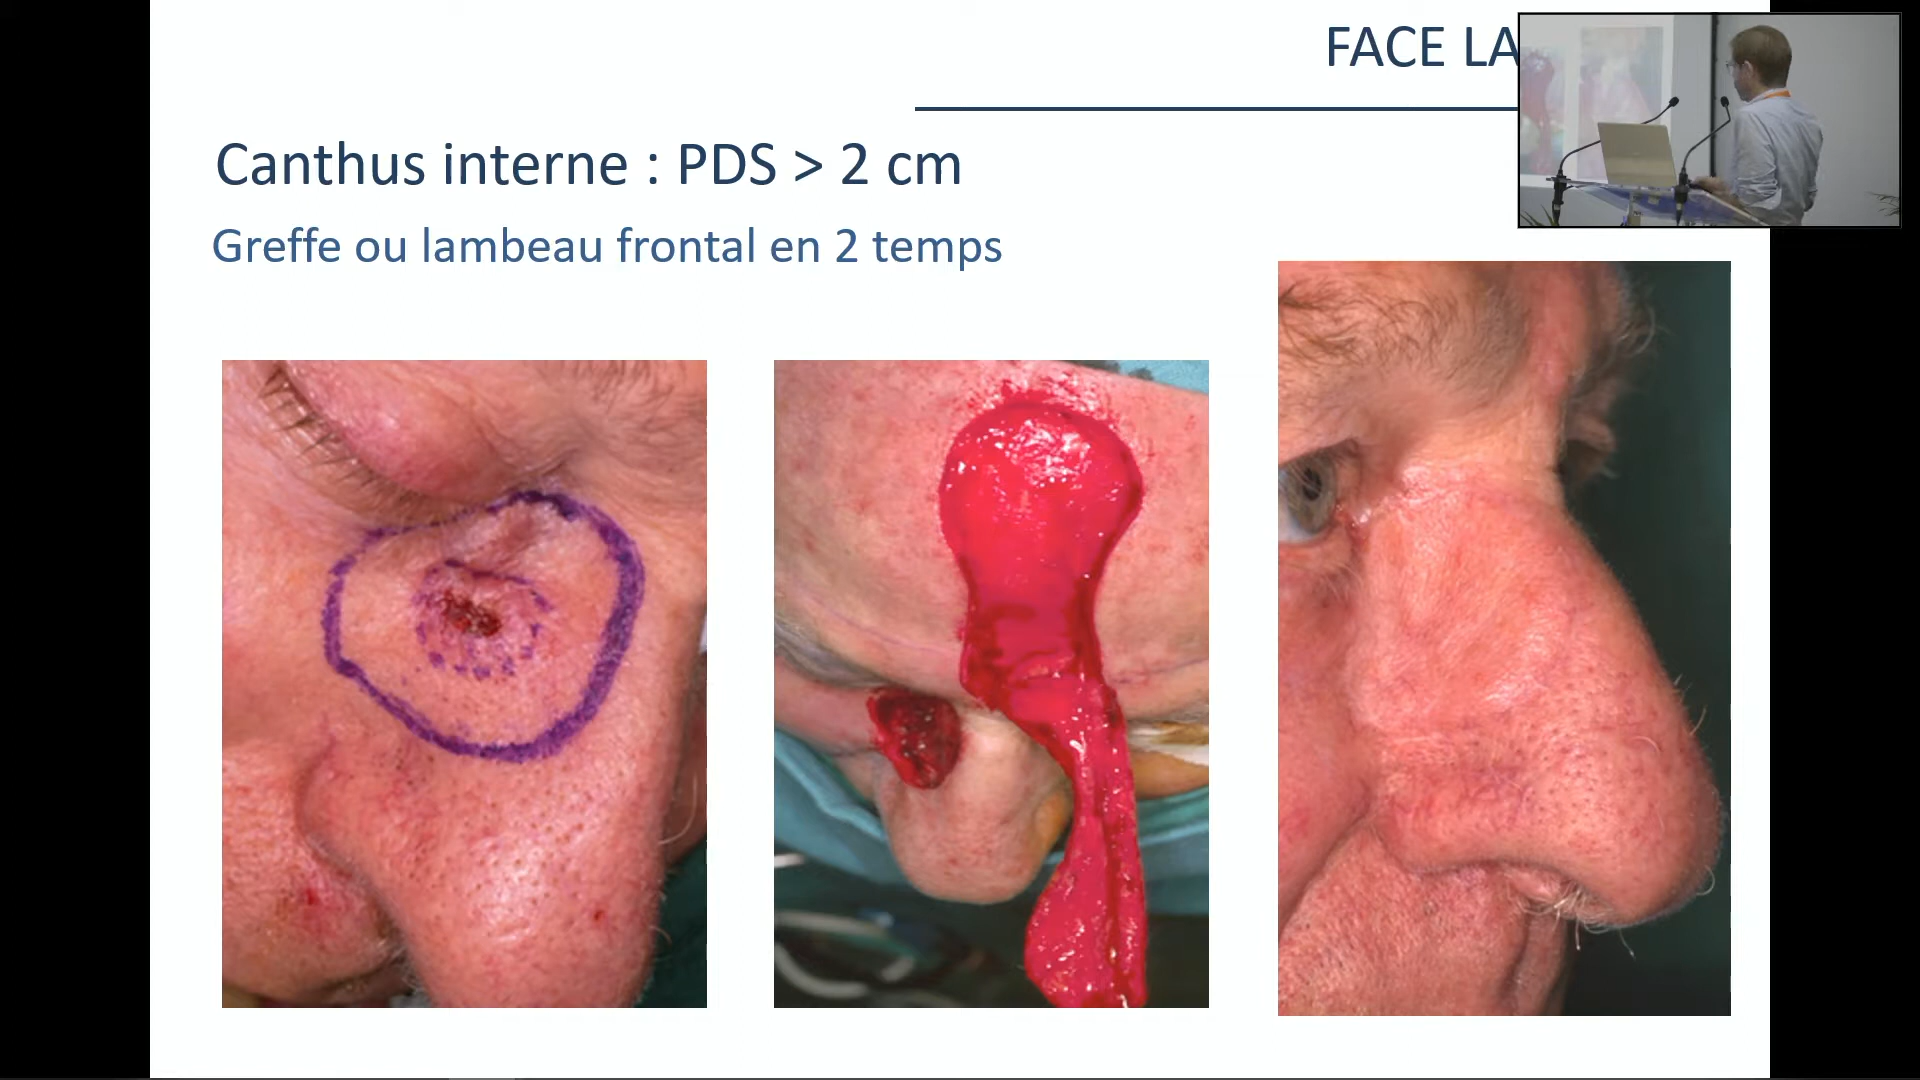 FACE LA
Canthus interne : PDS > 2 cm
Greffe ou lambeau frontal en 2 temps